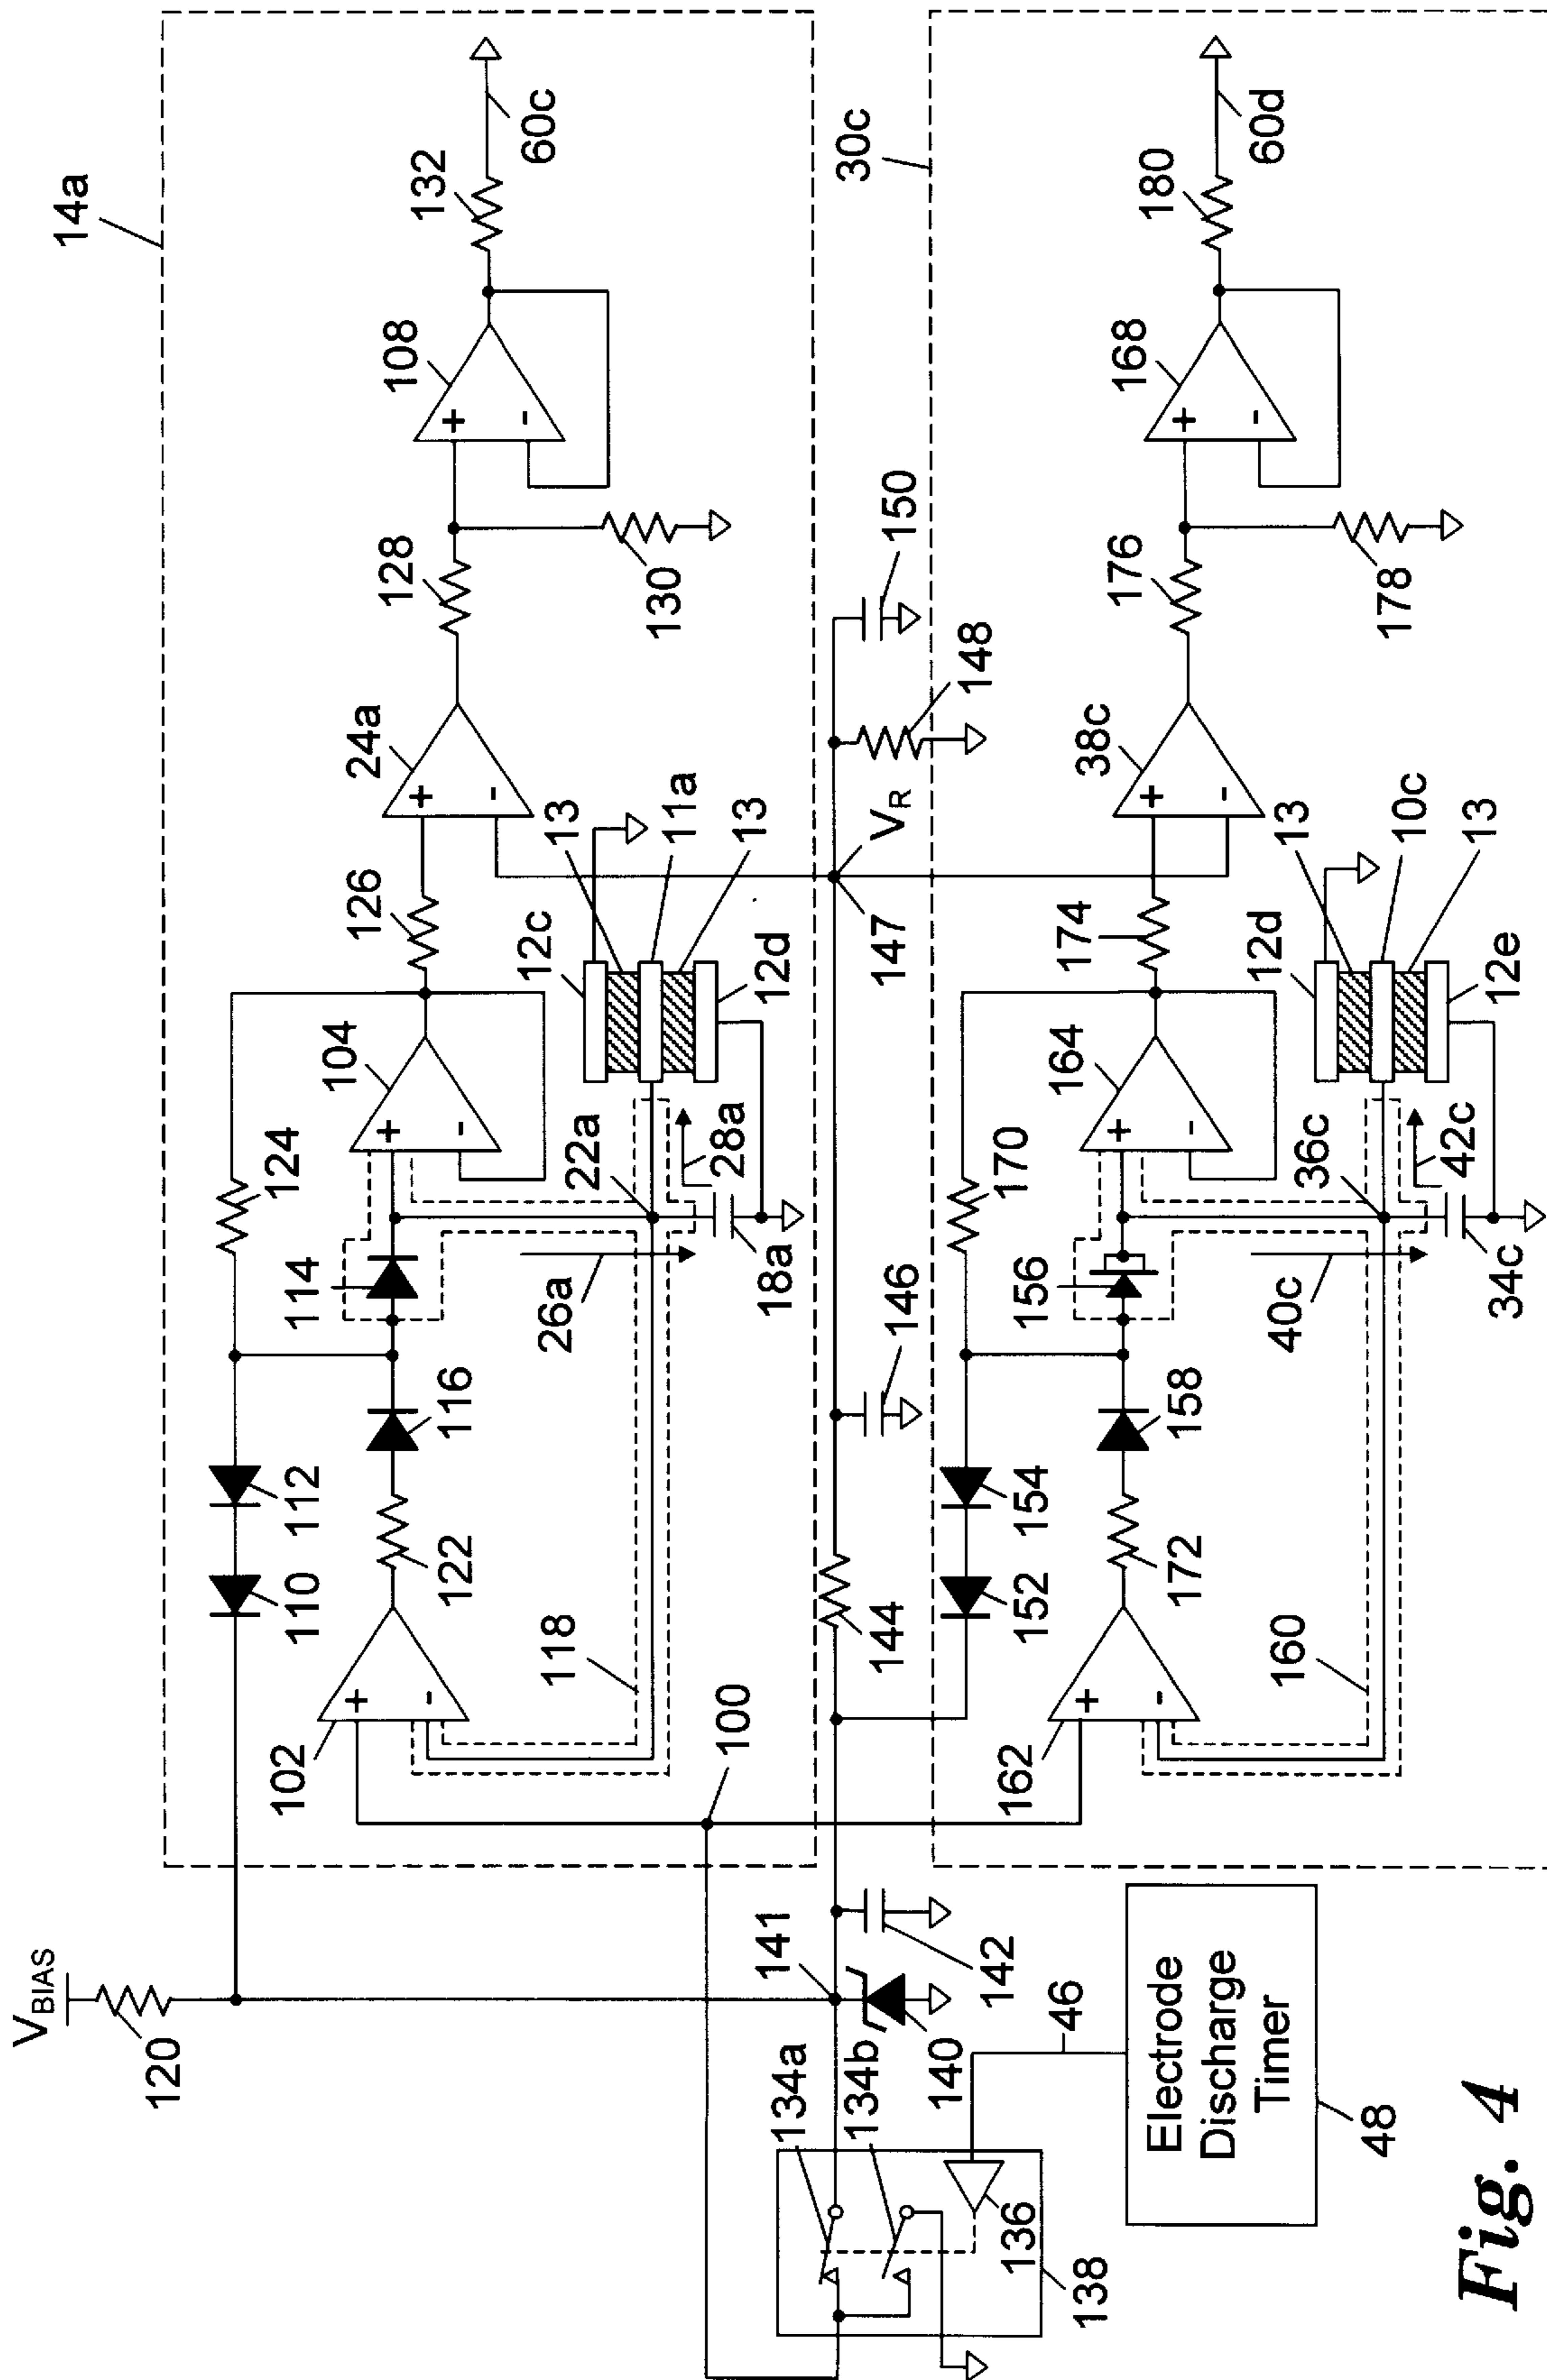 14a
V_BIAS
120
110
112
124
104
126
24a
128
108
132
60c
102
122
116
114
22a
12c
13
11a
13
12d
130
118
26a
28a
18a
100
141
134a
134b
140
142
144
146
147
V_R
148
150
30c
152
154
170
164
174
38c
176
168
180
60d
162
172
158
156
36c
12d
13
10c
13
12e
178
160
40c
42c
34c
136
138
46
Electrode
Discharge
Timer
48
+
-
+
-
+
-
+
-
+
-
+
-
+
-
+
-
Fig. 4